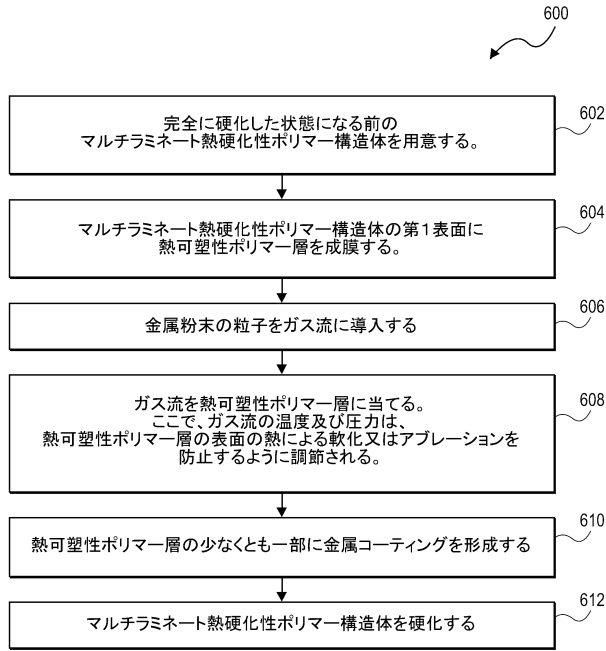 600
完全に硬化した状態になる前の
マルチラミネート熱硬化性ポリマー構造体を用意する。
602
マルチラミネート熱硬化性ポリマー構造体の第1表面に
熱可塑性ポリマー層を成膜する。
604
金属粉末の粒子をガス流に導入する
606
ガス流を熱可塑性ポリマー層に当てる。
ここで、ガス流の温度及び圧力は、
熱可塑性ポリマー層の表面の熱による軟化又はアブレーションを
防止するように調節される。
608
熱可塑性ポリマー層の少なくとも一部に金属コーティングを形成する
610
マルチラミネート熱硬化性ポリマー構造体を硬化する
612